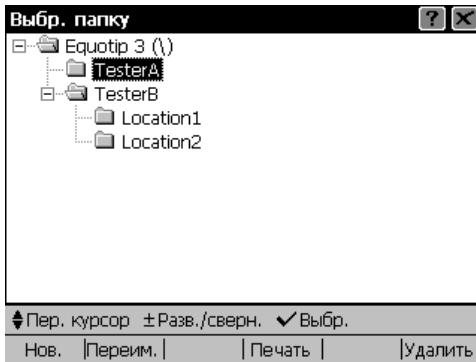 Выбр. папку
Equotip 3 (\)
TesterA
TesterB
Location1
Location2
Пер. курсор ±Разв./сверн. Выбр.
Нов. |Переим.| |Печать | |Удалить